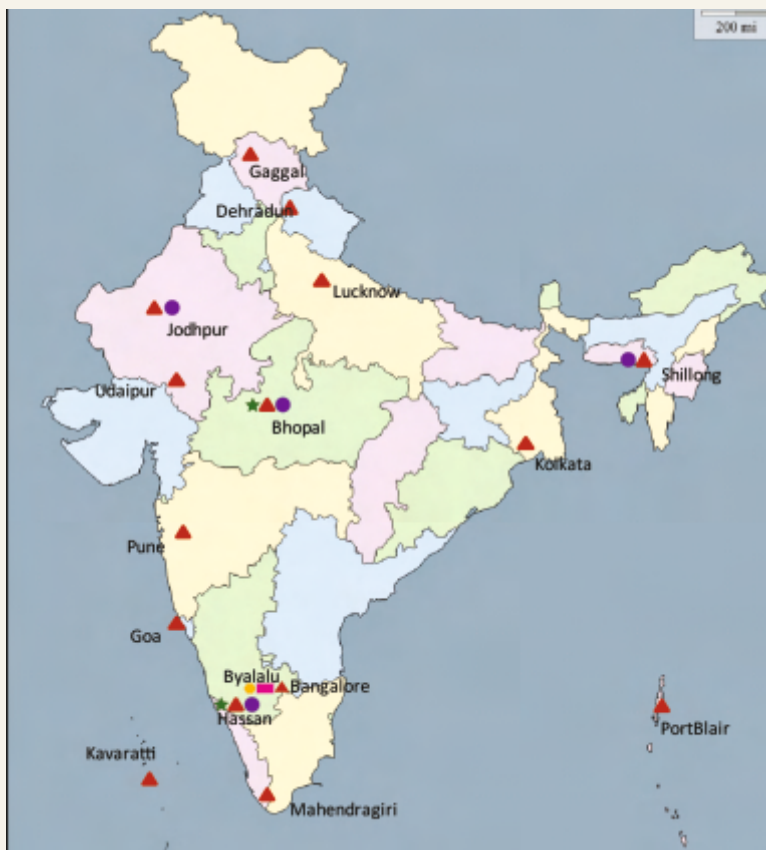 200 mi
Gaggal
Dehradun
Lucknow
Jodhpur
Udaipur
Shillong
Bhopal
Kolkata
Pune
Goa
Byalalu
Bangalore
Hassan
PortBlair
Kavaratti
Mahendragiri